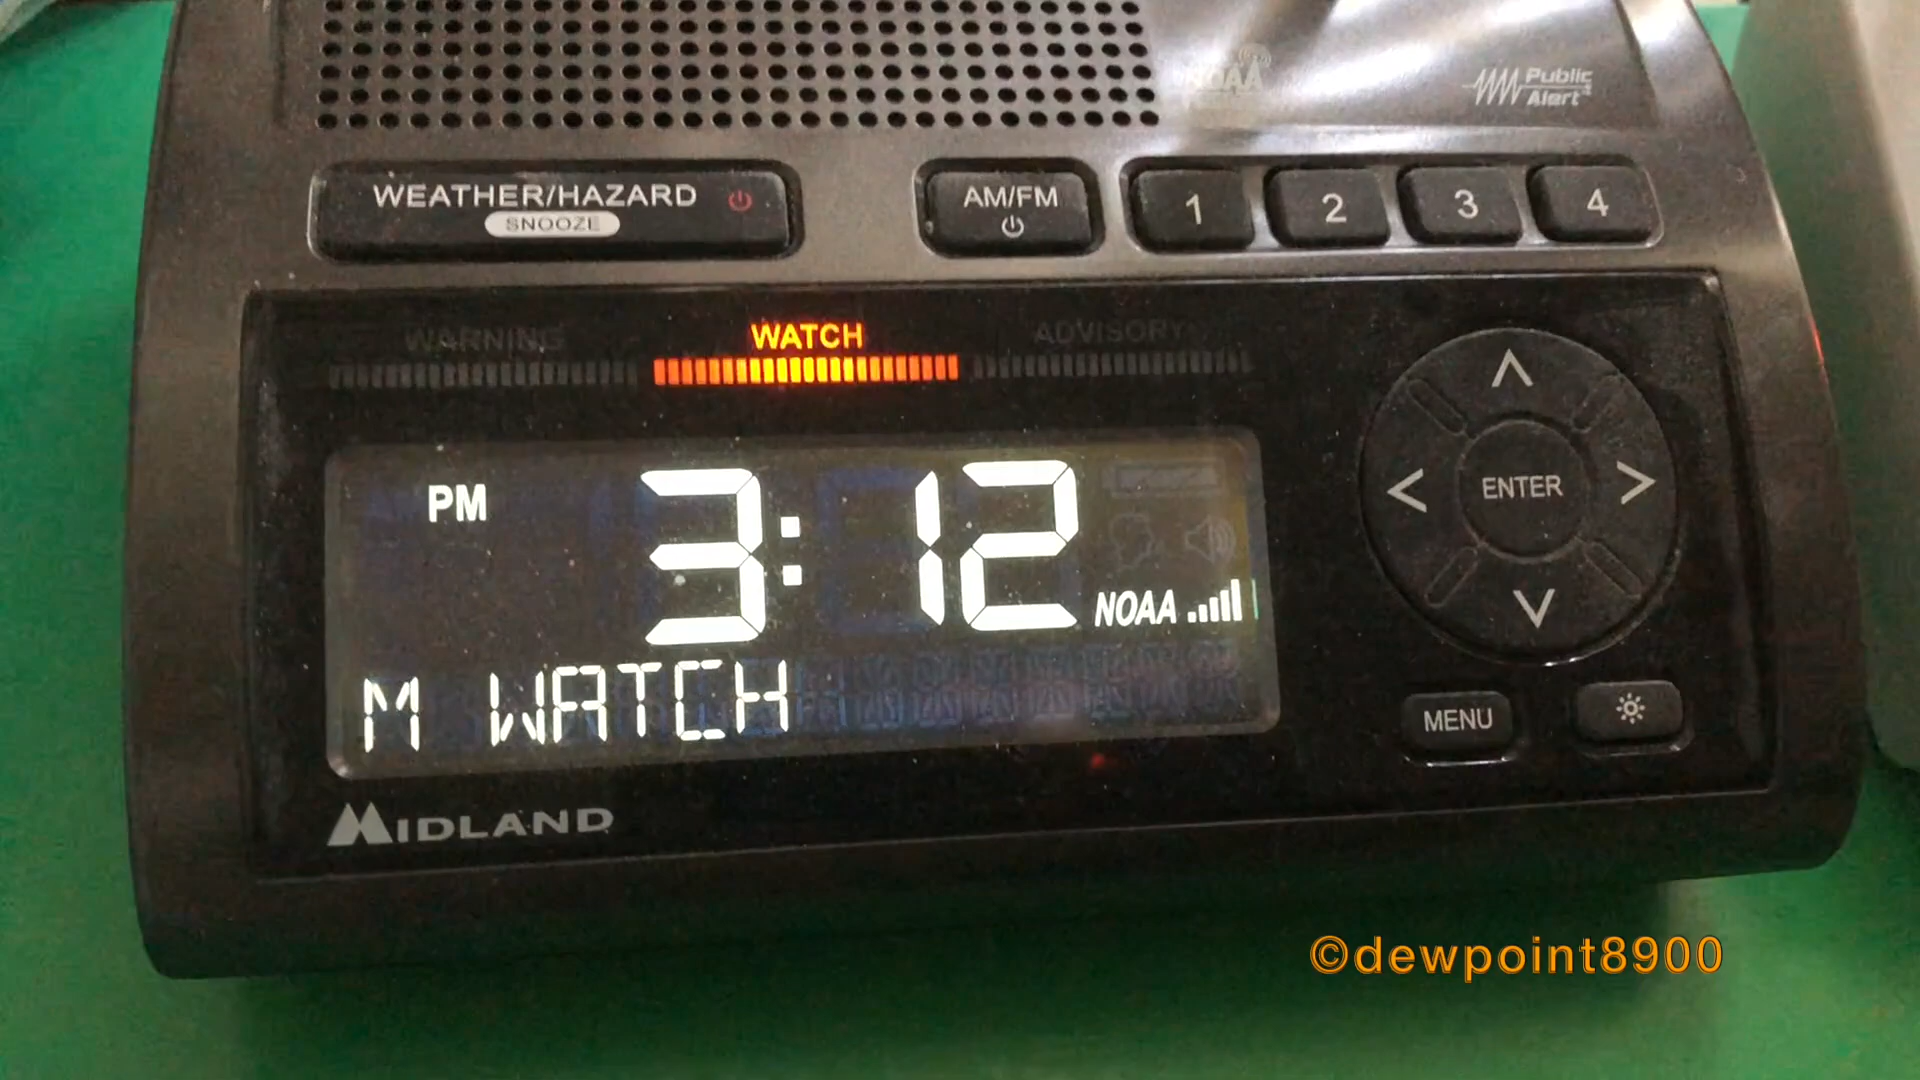 NOAA
Public
Alert
WEATHER/HAZARD
SNOOZE
AM/FM
1
2
3
4
WARNING
WATCH
ADVISORY
PM 3:12
NOAA
M WATCH
ENTER
MENU
MIDLAND
©dewpoint8900